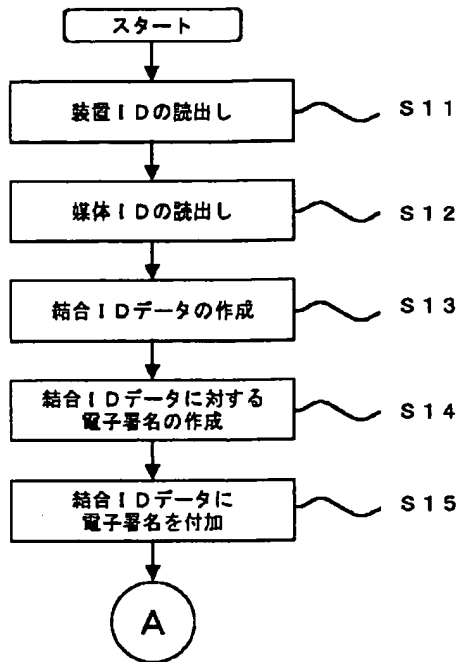 スタート
装置ＩＤの読出し
Ｓ１１
媒体ＩＤの読出し
Ｓ１２
結合ＩＤデータの作成
Ｓ１３
結合ＩＤデータに対する
電子署名の作成
Ｓ１４
結合ＩＤデータに
電子署名を付加
Ｓ１５
Ａ